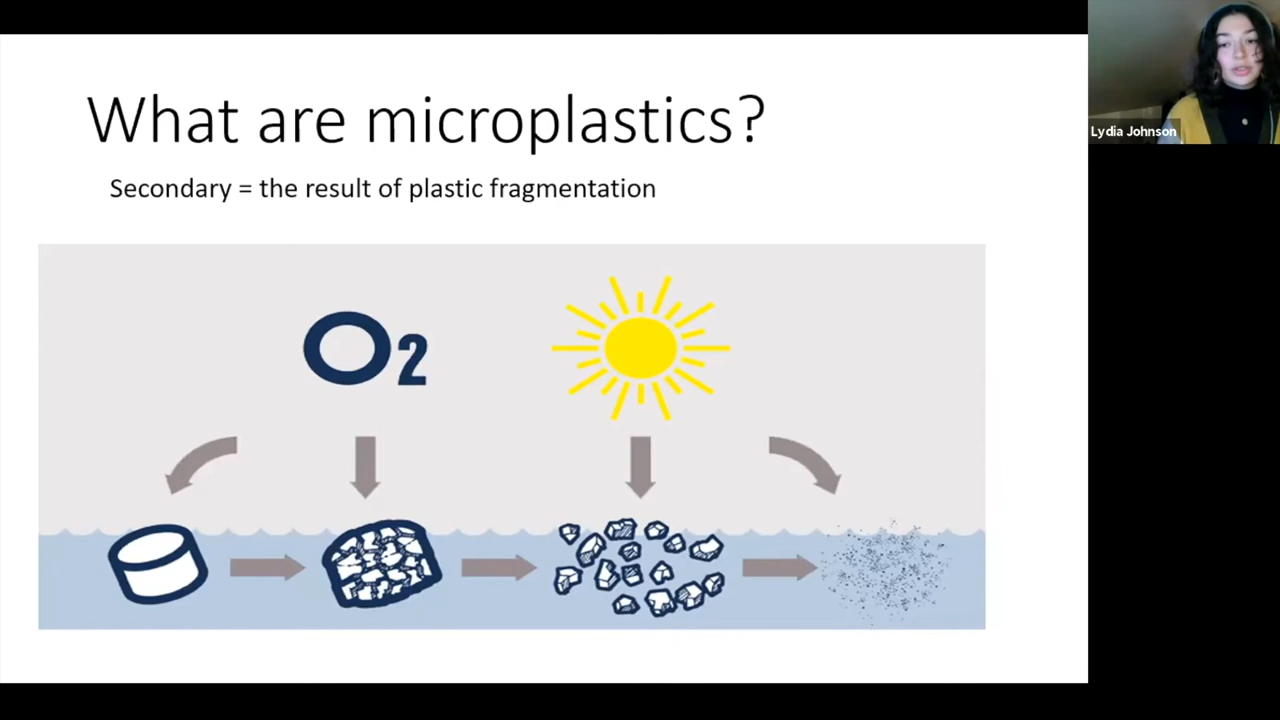 What are microplastics?
Secondary = the result of plastic fragmentation
O2
Lydia Johnson